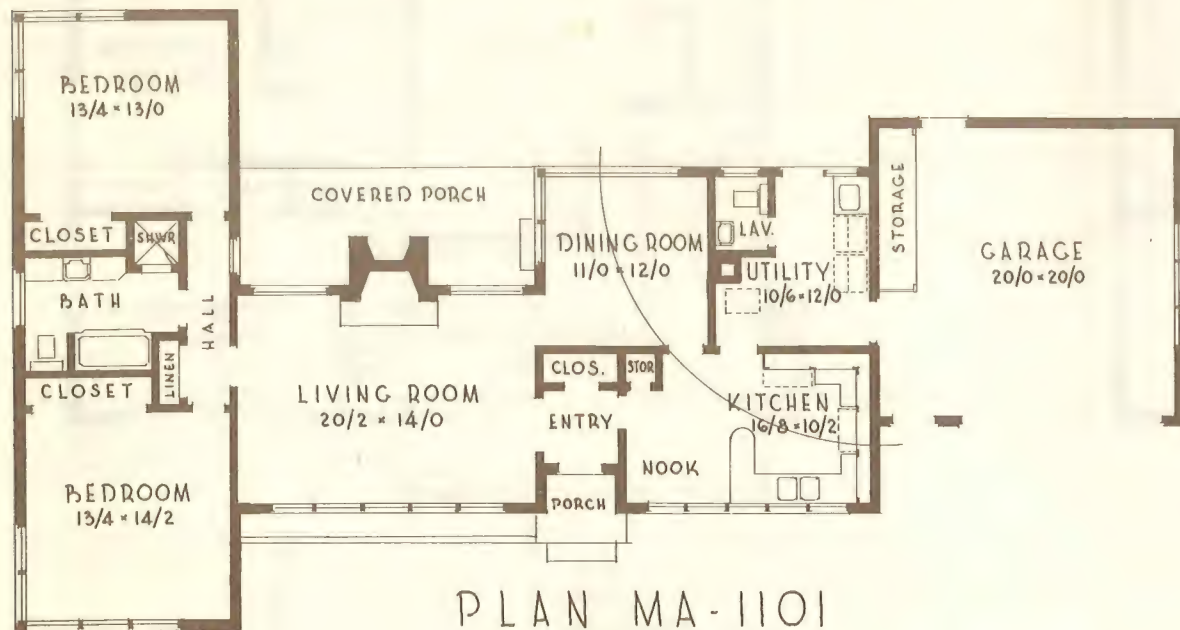 BEDROOM
13/4 × 13/0
CLOSET
SHWR
BATH
HALL
LINEN
CLOSET
BEDROOM
13/4 × 14/2
COVERED PORCH
LIVING ROOM
20/2 × 14/0
DINING ROOM
11/0 × 12/0
CLOS.
STOR
ENTRY
PORCH
NOOK
KITCHEN
16/8 × 10/2
LAV.
UTILITY
10/6 × 12/0
STORAGE
GARAGE
20/0 × 20/0
PLAN MA-1101